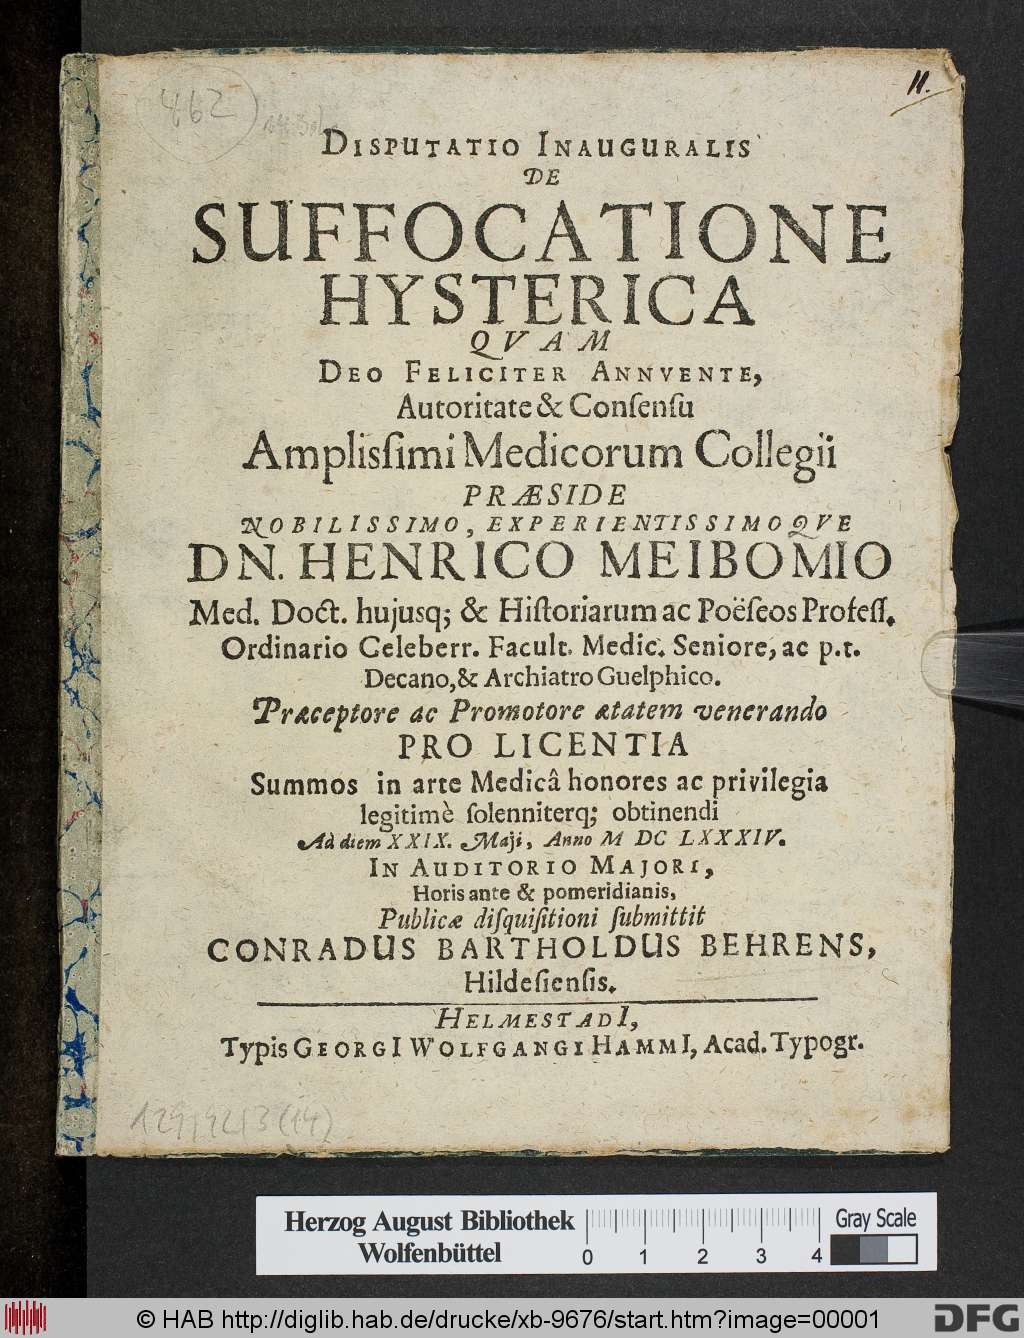 462
11.
DISPUTATIO INAUGURALIS
DE
SUFFOCATIONE
HYSTERICA
QVAM
DEO FELICITER ANNVENTE,
Autoritate & Conſenſu
Ampliſſimi Medicorum Collegii
PRÆSIDE
NOBILISSIMO, EXPERIENTISSIMOQVE
DN. HENRICO MEIBOMIO
Med. Doct. hujusq; & Hiſtoriarum ac Poëſeos Profeſſ.
Ordinario Celeberr. Facult. Medic. Seniore, ac p.t.
Decano, & Archiatro Guelphico.
Præceptore ac Promotore ætatem venerando
PRO LICENTIA
Summos in arte Medicâ honores ac privilegia
legitimè ſolenniterq; obtinendi
Ad diem XXIX. Maji, Anno M DC LXXXIV.
IN AUDITORIO MAJORI,
Horis ante & pomeridianis,
Publicæ diſquiſitioni ſubmittit
CONRADUS BARTHOLDUS BEHRENS,
Hildeſienſis.
HELMESTADI,
Typis GEORGI WOLFGANGI HAMMI, Acad. Typogr.
Herzog August Bibliothek
Wolfenbüttel
0 1 2 3 4
Gray Scale
© HAB http://diglib.hab.de/drucke/xb-9676/start.htm?image=00001
DFG